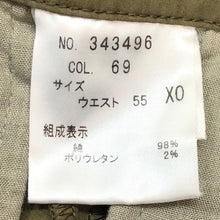 NO. 343496
COL. 69
サイズ
ウエスト 55 XO
組成表示
綿 98%
ポリウレタン 2%